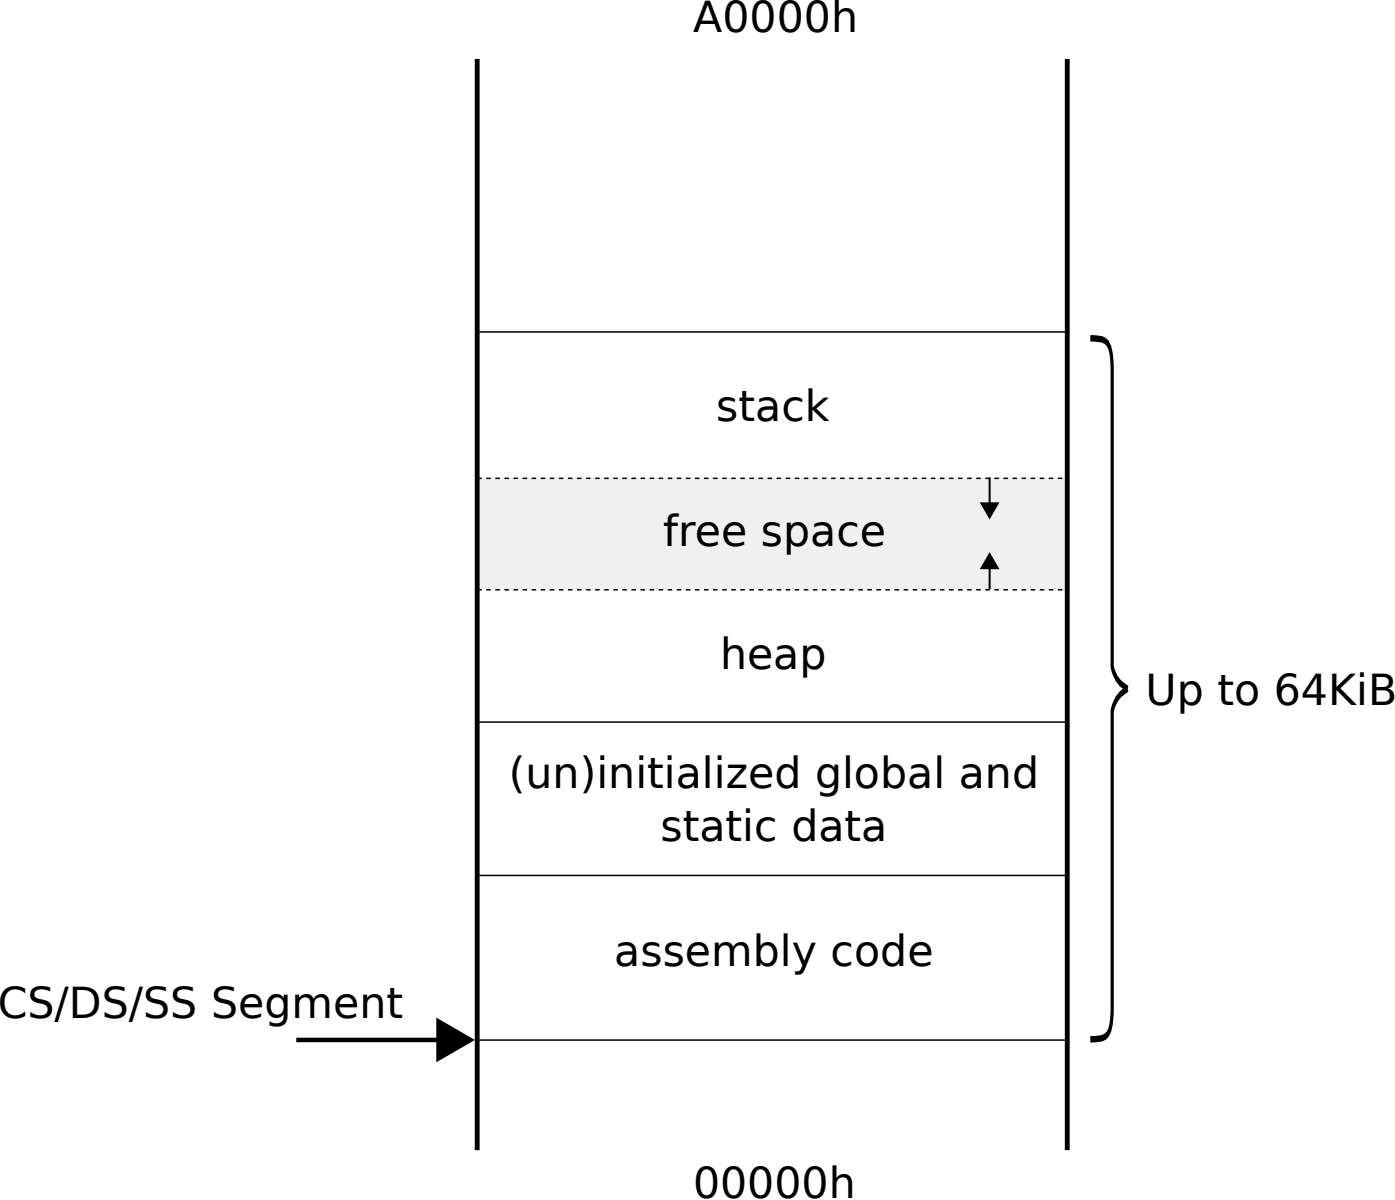 A0000h
stack
free space
heap
Up to 64KiB
(un)initialized global and
static data
assembly code
CS/DS/SS Segment
00000h